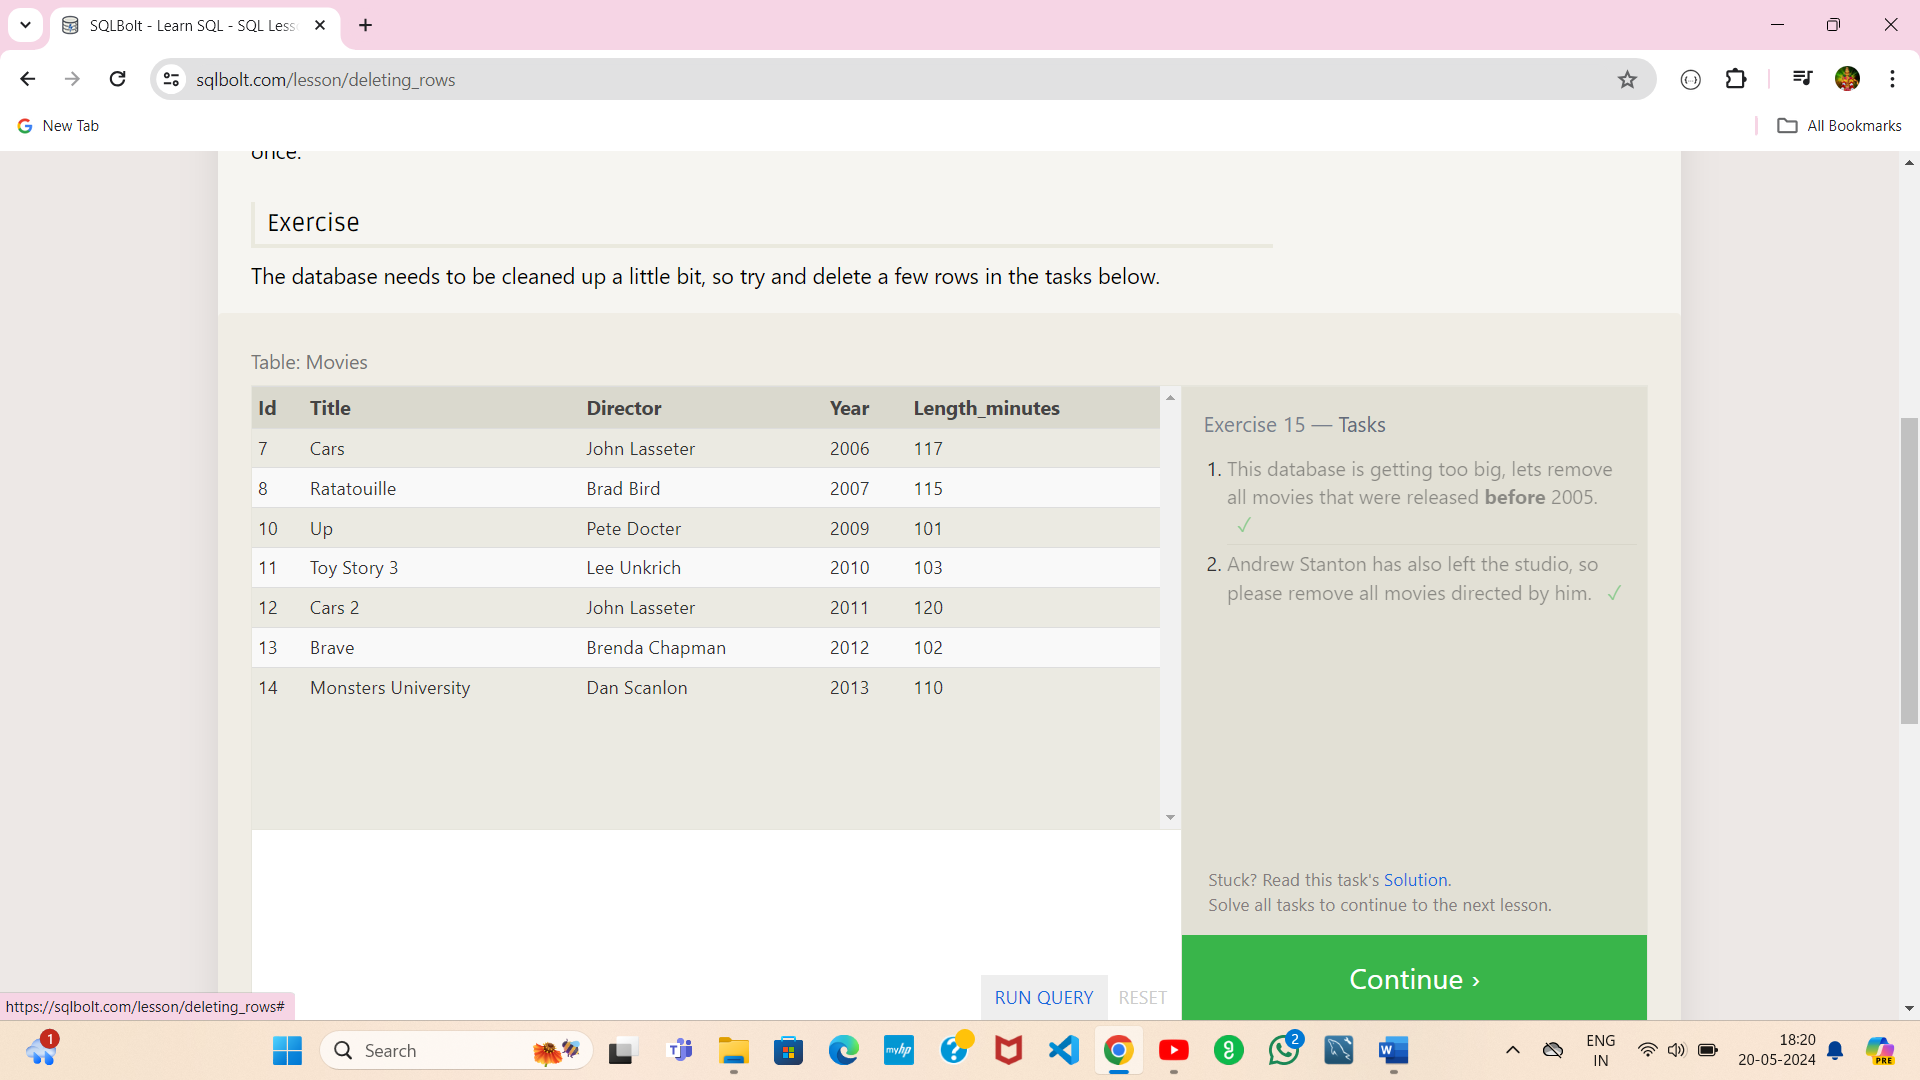 SQLBolt - Learn SQL - SQL Less
sqlbolt.com/lesson/deleting_rows
New Tab
All Bookmarks
once.
Exercise
The database needs to be cleaned up a little bit, so try and delete a few rows in the tasks below.
Table: Movies
Id Title Director Year Length_minutes
7 Cars John Lasseter 2006 117
8 Ratatouille Brad Bird 2007 115
10 Up Pete Docter 2009 101
11 Toy Story 3 Lee Unkrich 2010 103
12 Cars 2 John Lasseter 2011 120
13 Brave Brenda Chapman 2012 102
14 Monsters University Dan Scanlon 2013 110
Exercise 15 — Tasks
1. This database is getting too big, lets remove
all movies that were released before 2005.
✓
2. Andrew Stanton has also left the studio, so
please remove all movies directed by him. ✓
Stuck? Read this task's Solution.
Solve all tasks to continue to the next lesson.
RUN QUERY RESET
Continue ›
https://sqlbolt.com/lesson/deleting_rows#
1
Search
myhp
2
ENG
IN
18:20
20-05-2024
PRE